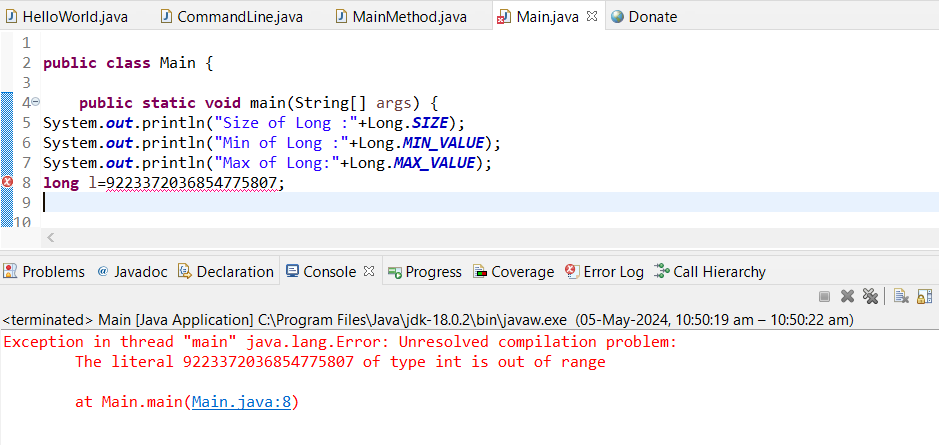 HelloWorld.java CommandLine.java MainMethod.java Main.java Donate
1
2 public class Main {
3
4 public static void main(String[] args) {
5 System.out.println("Size of Long :"+Long.SIZE);
6 System.out.println("Min of Long :"+Long.MIN_VALUE);
7 System.out.println("Max of Long:"+Long.MAX_VALUE);
8 long l=9223372036854775807;
9
10
Problems @ Javadoc Declaration Console Progress Coverage Error Log Call Hierarchy
<terminated> Main [Java Application] C:\Program Files\Java\jdk-18.0.2\bin\javaw.exe (05-May-2024, 10:50:19 am – 10:50:22 am)
Exception in thread "main" java.lang.Error: Unresolved compilation problem:
The literal 9223372036854775807 of type int is out of range
at Main.main(Main.java:8)